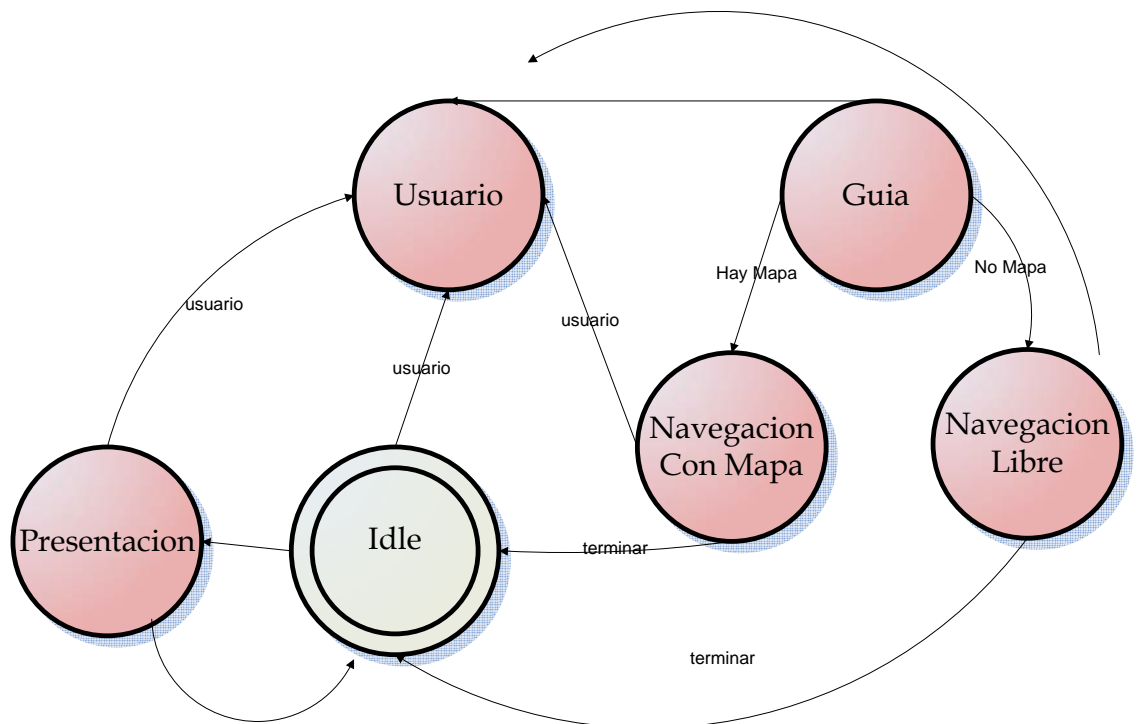 Usuario
Guia
Hay Mapa
No Mapa
usuario
usuario
usuario
Navegacion
Con Mapa
Navegacion
Libre
Presentacion
Idle
terminar
terminar